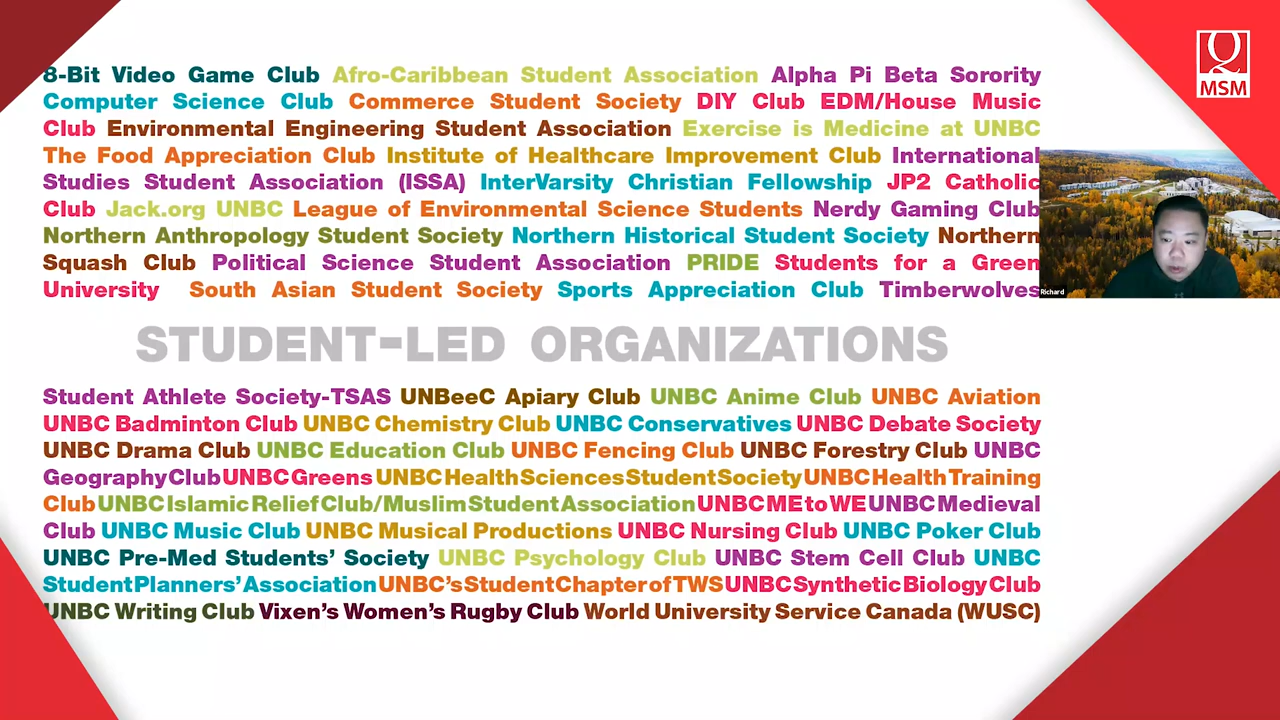 8-Bit Video Game Club Afro-Caribbean Student Association Alpha Pi Beta Sorority
Computer Science Club Commerce Student Society DIY Club EDM/House Music
Club Environmental Engineering Student Association Exercise is Medicine at UNBC
The Food Appreciation Club Institute of Healthcare Improvement Club International
Studies Student Association (ISSA) InterVarsity Christian Fellowship JP2 Catholic
Club Jack.org UNBC League of Environmental Science Students Nerdy Gaming Club
Northern Anthropology Student Society Northern Historical Student Society Northern
Squash Club Political Science Student Association PRIDE Students for a Green
University South Asian Student Society Sports Appreciation Club Timberwolves
STUDENT-LED ORGANIZATIONS
Student Athlete Society-TSAS UNBeeC Apiary Club UNBC Anime Club UNBC Aviation
UNBC Badminton Club UNBC Chemistry Club UNBC Conservatives UNBC Debate Society
UNBC Drama Club UNBC Education Club UNBC Fencing Club UNBC Forestry Club UNBC
Geography Club UNBC Greens UNBC Health Sciences Student Society UNBC Health Training
Club UNBC Islamic Relief Club/Muslim Student Association UNBC ME to WE UNBC Medieval
Club UNBC Music Club UNBC Musical Productions UNBC Nursing Club UNBC Poker Club
UNBC Pre-Med Students’ Society UNBC Psychology Club UNBC Stem Cell Club UNBC
Student Planners’ Association UNBC’s Student Chapter of TWS UNBC Synthetic Biology Club
UNBC Writing Club Vixen’s Women’s Rugby Club World University Service Canada (WUSC)
Q
MSM
Richard